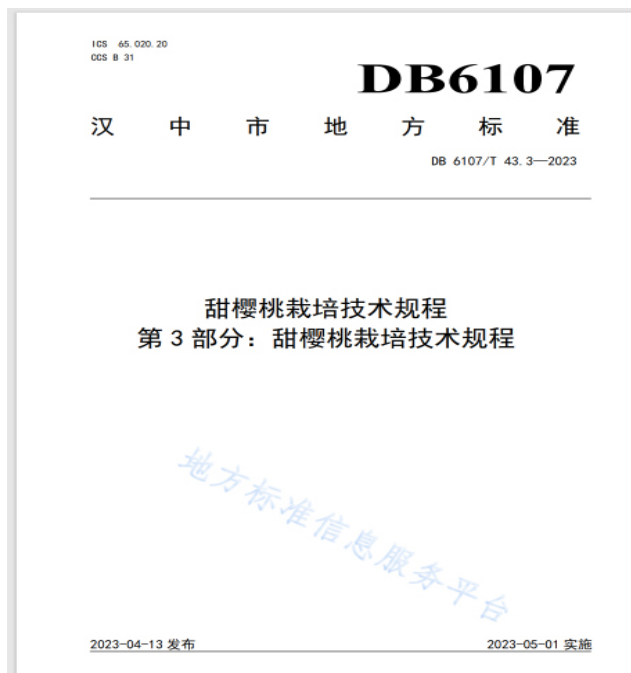 ICS 65.020.20
CCS B 31
DB6107
汉中市地方标准
DB 6107/T 43.3—2023
甜樱桃栽培技术规程
第 3 部分：甜樱桃栽培技术规程
地方标准信息服务平台
2023-04-13 发布
2023-05-01 实施